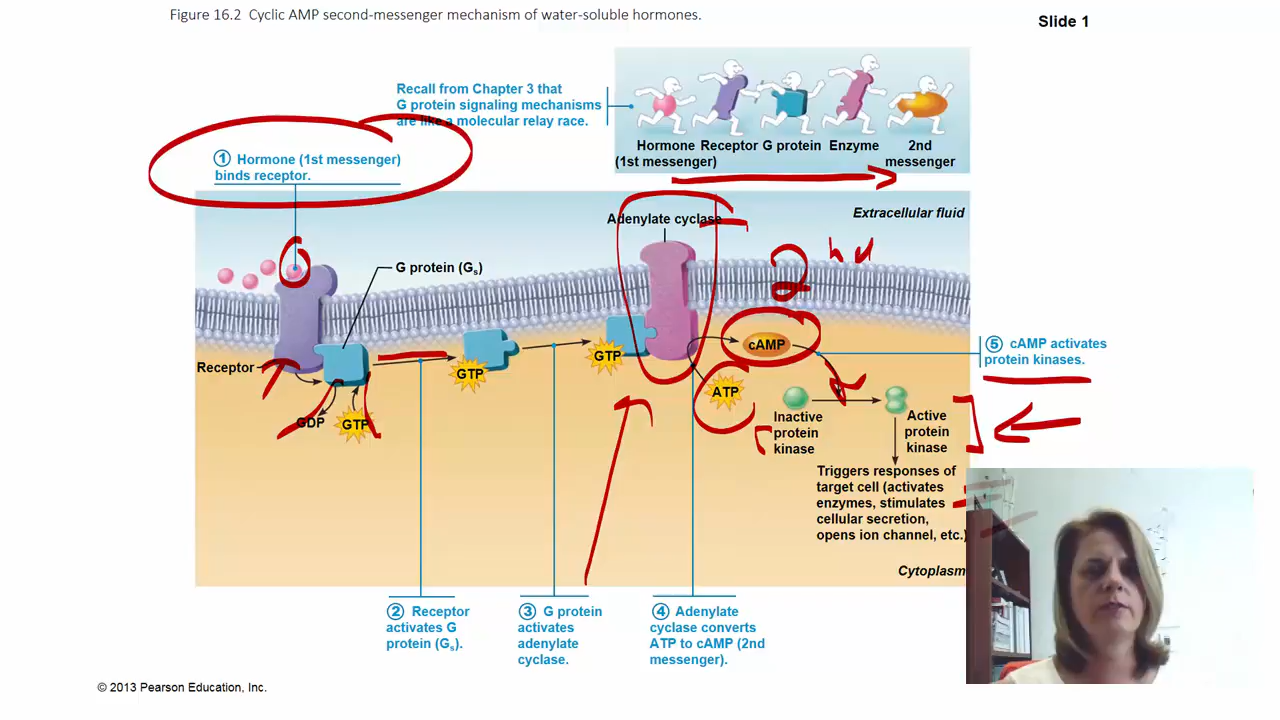 Figure 16.2 Cyclic AMP second-messenger mechanism of water-soluble hormones.
Slide 1
Recall from Chapter 3 that
G protein signaling mechanisms
are like a molecular relay race.
Hormone Receptor G protein Enzyme 2nd
(1st messenger) messenger
① Hormone (1st messenger)
binds receptor.
Adenylate cyclase
Extracellular fluid
2nd
G protein (Gs)
Receptor
GDP
GTP
GTP
GTP
cAMP
ATP
⑤ cAMP activates
protein kinases.
Inactive
protein
kinase
Active
protein
kinase
Triggers responses of
target cell (activates
enzymes, stimulates
cellular secretion,
opens ion channel, etc.)
Cytoplasm
② Receptor
activates G
protein (Gs).
③ G protein
activates
adenylate
cyclase.
④ Adenylate
cyclase converts
ATP to cAMP (2nd
messenger).
© 2013 Pearson Education, Inc.